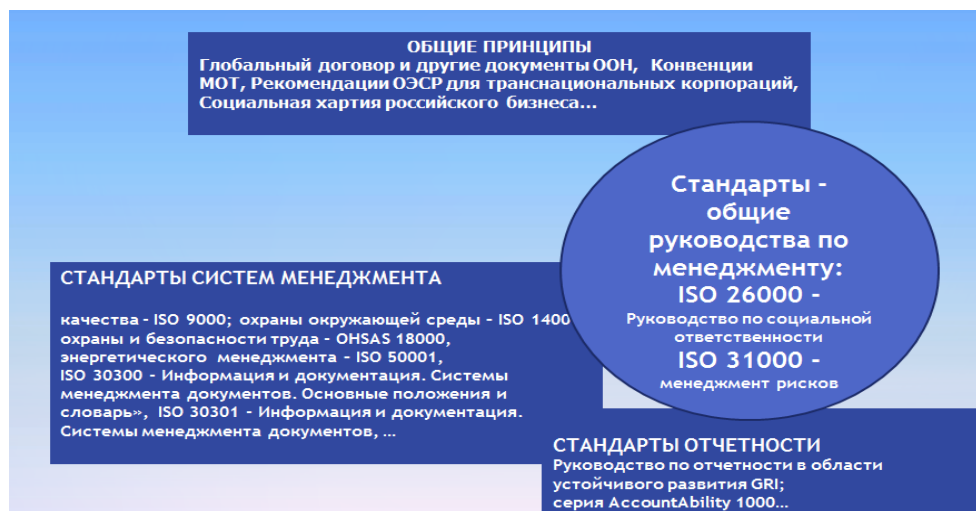 ОБЩИЕ ПРИНЦИПЫ
Глобальный договор и другие документы ООН, Конвенции
МОТ, Рекомендации ОЭСР для транснациональных корпораций,
Социальная хартия российского бизнеса...
Стандарты -
общие
руководства по
менеджменту:
ISO 26000 -
Руководство по социальной
ответственности
ISO 31000 -
менеджмент рисков
СТАНДАРТЫ СИСТЕМ МЕНЕДЖМЕНТА
качества - ISO 9000; охраны окружающей среды - ISO 1400
охраны и безопасности труда - OHSAS 18000,
энергетического менеджмента - ISO 50001,
ISO 30300 - Информация и документация. Системы
менеджмента документов. Основные положения и
словарь», ISO 30301 - Информация и документация.
Системы менеджмента документов, ...
СТАНДАРТЫ ОТЧЕТНОСТИ
Руководство по отчетности в области
устойчивого развития GRI;
серия AccountAbility 1000...